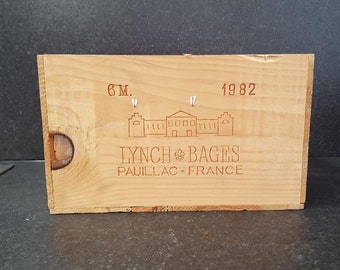 6M. 1982
LYNCH BAGES
PAUILLAC-FRANCE